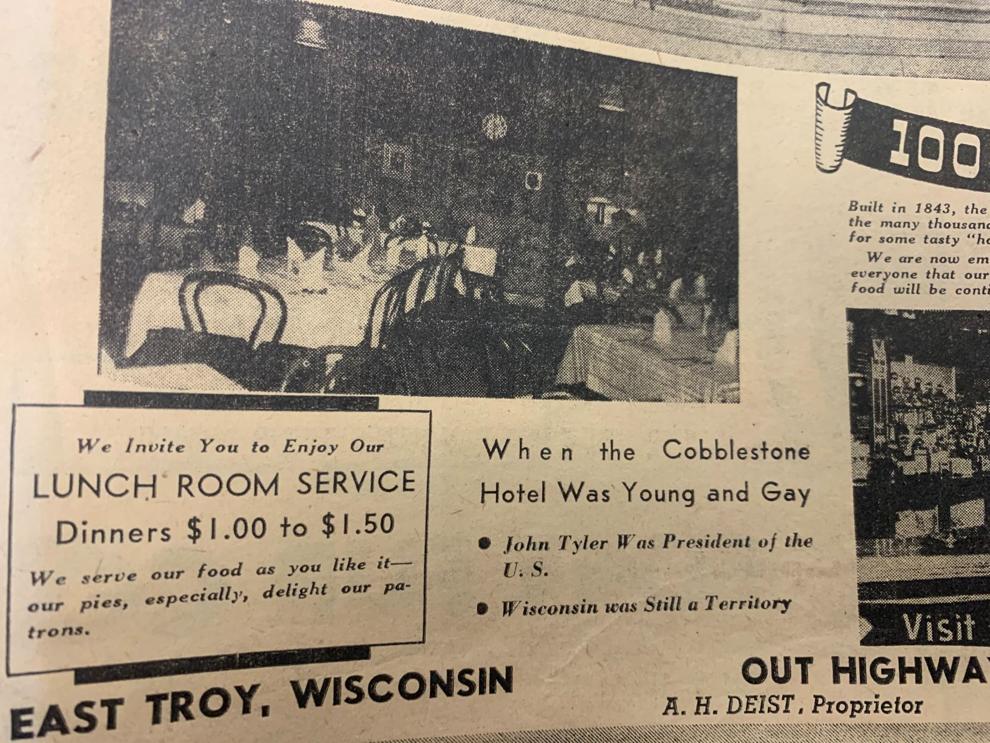 100
Built in 1843, the
the many thousand
for some tasty "ho
We are now em
everyone that our
food will be conti
We Invite You to Enjoy Our
LUNCH ROOM SERVICE
Dinners $1.00 to $1.50
We serve our food as you like it—
our pies, especially, delight our pa-
trons.
When the Cobblestone
Hotel Was Young and Gay
● John Tyler Was President of the
U. S.
● Wisconsin was Still a Territory
Visit
EAST TROY, WISCONSIN
OUT HIGHWAY
A. H. DEIST, Proprietor